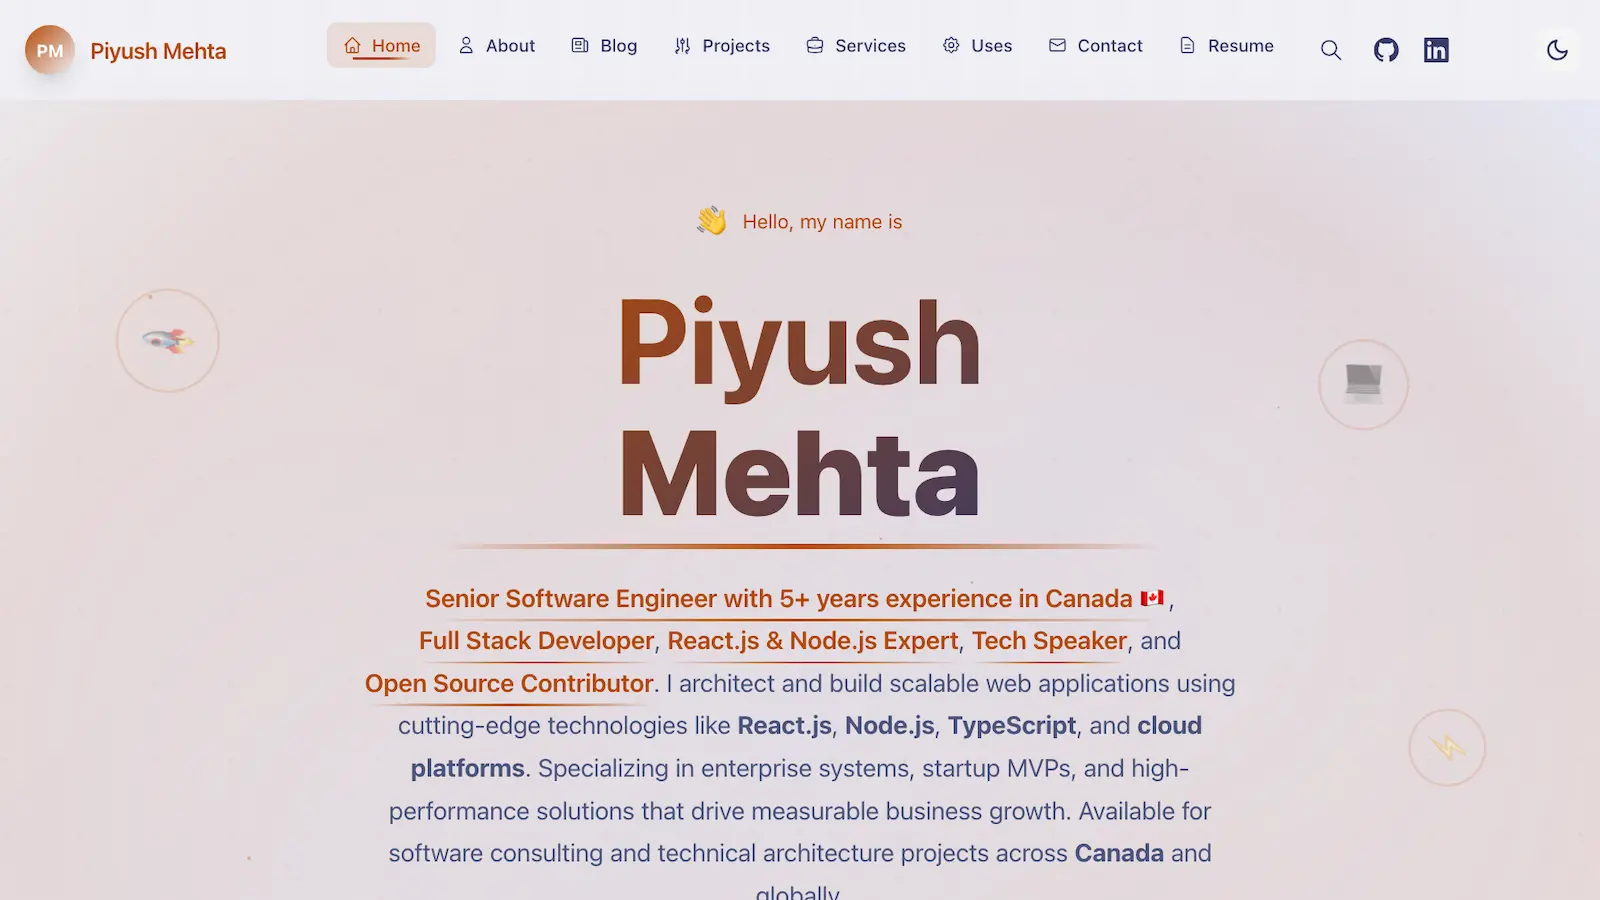 PM Piyush Mehta Home About Blog Projects Services Uses Contact Resume
👋 Hello, my name is
Piyush
Mehta
Senior Software Engineer with 5+ years experience in Canada 🇨🇦 ,
Full Stack Developer, React.js & Node.js Expert, Tech Speaker, and
Open Source Contributor. I architect and build scalable web applications using
cutting-edge technologies like React.js, Node.js, TypeScript, and cloud
platforms. Specializing in enterprise systems, startup MVPs, and high-
performance solutions that drive measurable business growth. Available for
software consulting and technical architecture projects across Canada and
globally.